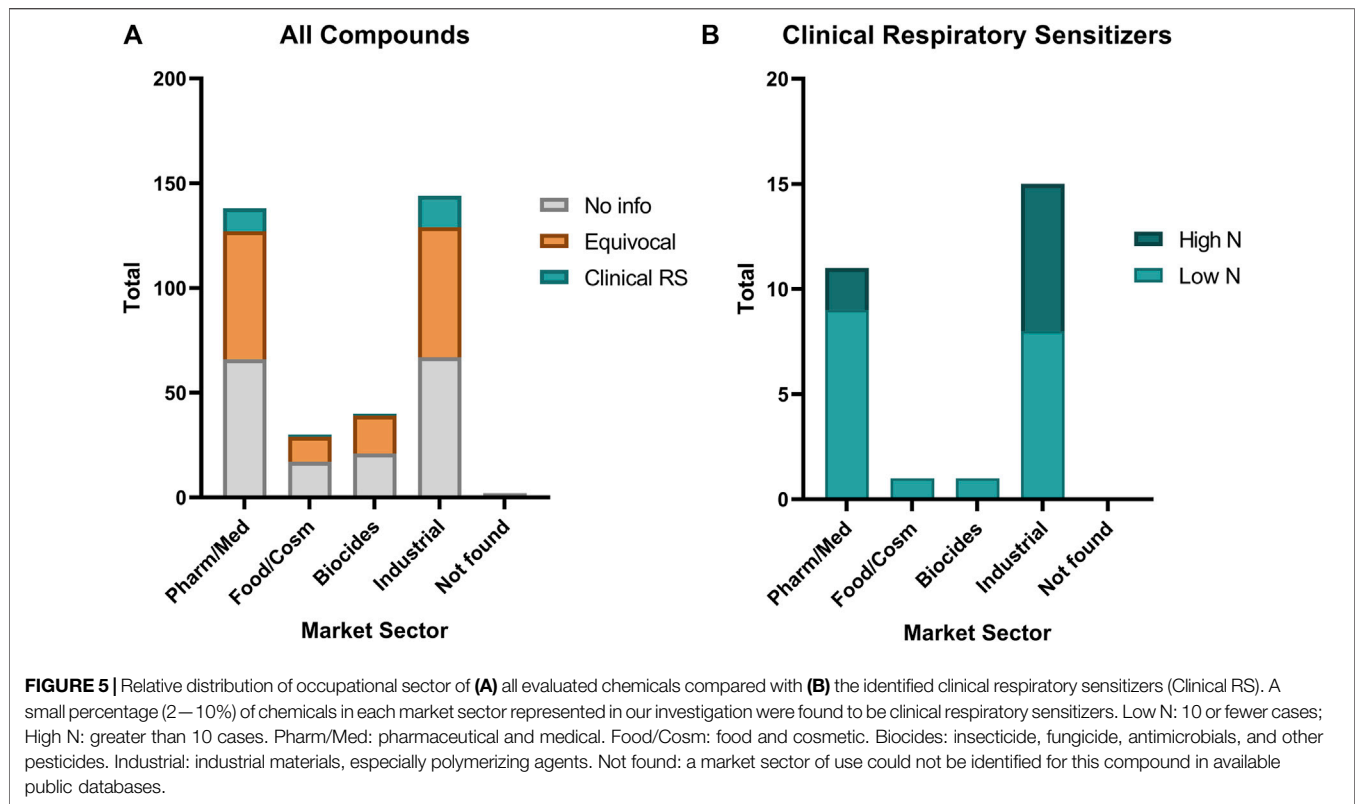 A
All Compounds
200
150
100
50
0
Total
Pharm/Med
Food/Cosm
Biocides
Industrial
Not found
Market Sector
No info
Equivocal
Clinical RS
B
Clinical Respiratory Sensitizers
20
15
10
5
0
Total
Pharm/Med
Food/Cosm
Biocides
Industrial
Not found
Market Sector
High N
Low N
FIGURE 5 | Relative distribution of occupational sector of (A) all evaluated chemicals compared with (B) the identified clinical respiratory sensitizers (Clinical RS). A
small percentage (2—10%) of chemicals in each market sector represented in our investigation were found to be clinical respiratory sensitizers. Low N: 10 or fewer cases;
High N: greater than 10 cases. Pharm/Med: pharmaceutical and medical. Food/Cosm: food and cosmetic. Biocides: insecticide, fungicide, antimicrobials, and other
pesticides. Industrial: industrial materials, especially polymerizing agents. Not found: a market sector of use could not be identified for this compound in available
public databases.